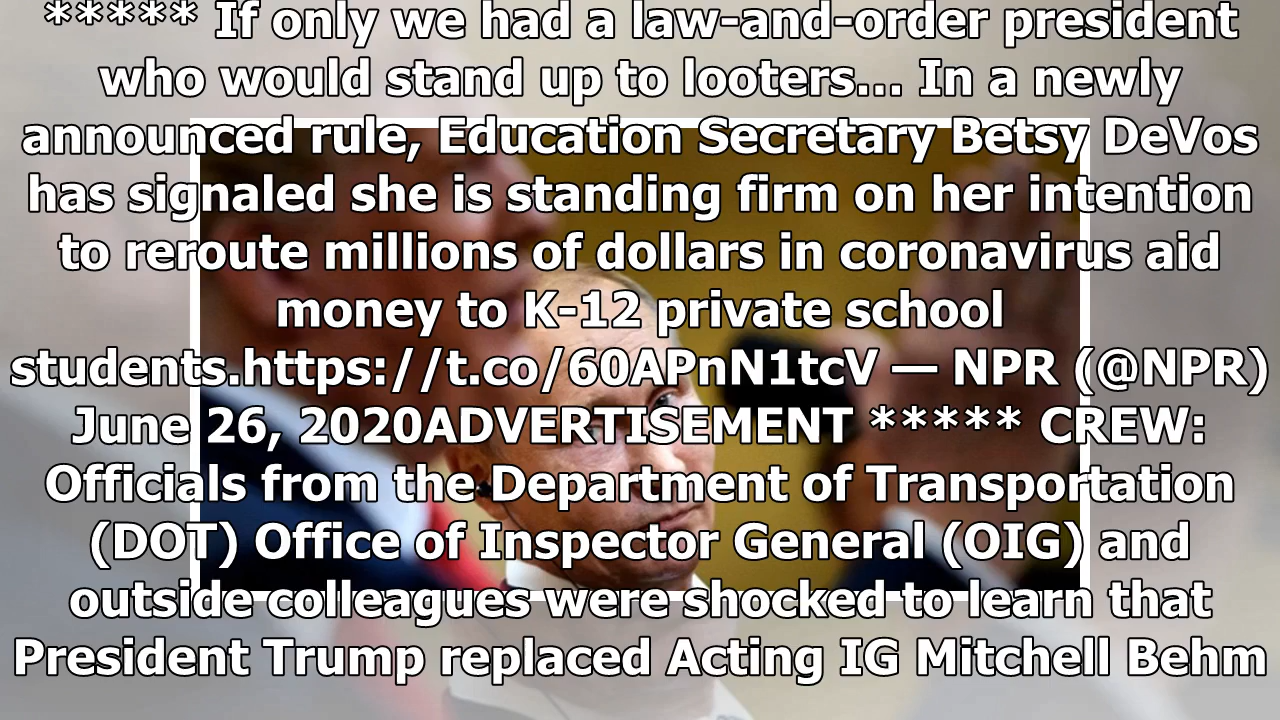 ***** If only we had a law-and-order president
who would stand up to looters... In a newly
announced rule, Education Secretary Betsy DeVos
has signaled she is standing firm on her intention
to reroute millions of dollars in coronavirus aid
money to K-12 private school
students.https://t.co/60APnN1tcV — NPR (@NPR)
June 26, 2020ADVERTISEMENT ***** CREW:
Officials from the Department of Transportation
(DOT) Office of Inspector General (OIG) and
outside colleagues were shocked to learn that
President Trump replaced Acting IG Mitchell Behm